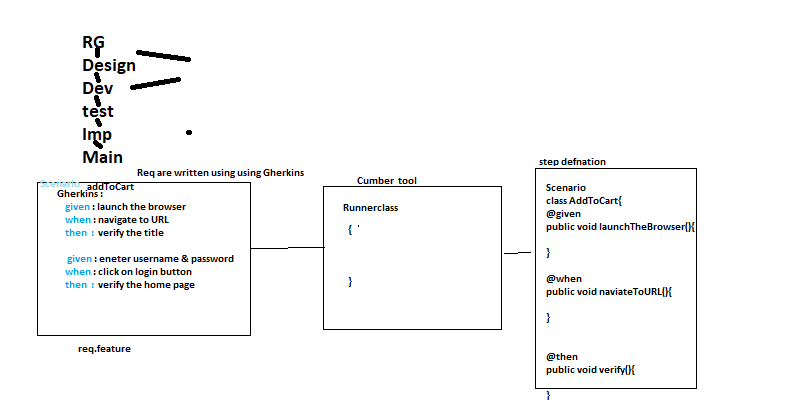 RG
Design
Dev
test
Imp
Main
Req are written using using Gherkins
Scenario addToCart
Gherkins :
given : launch the browser
when : navigate to URL
then : verify the title
given : eneter username & password
when : click on login button
then : verify the home page
req.feature
Cumber tool
Runnerclass
{ '
}
step defnation
Scenario
class AddToCart{
@given
public void launchTheBrowser(){
}
@when
public void naviateToURL(){
}
@then
public void verify(){
}